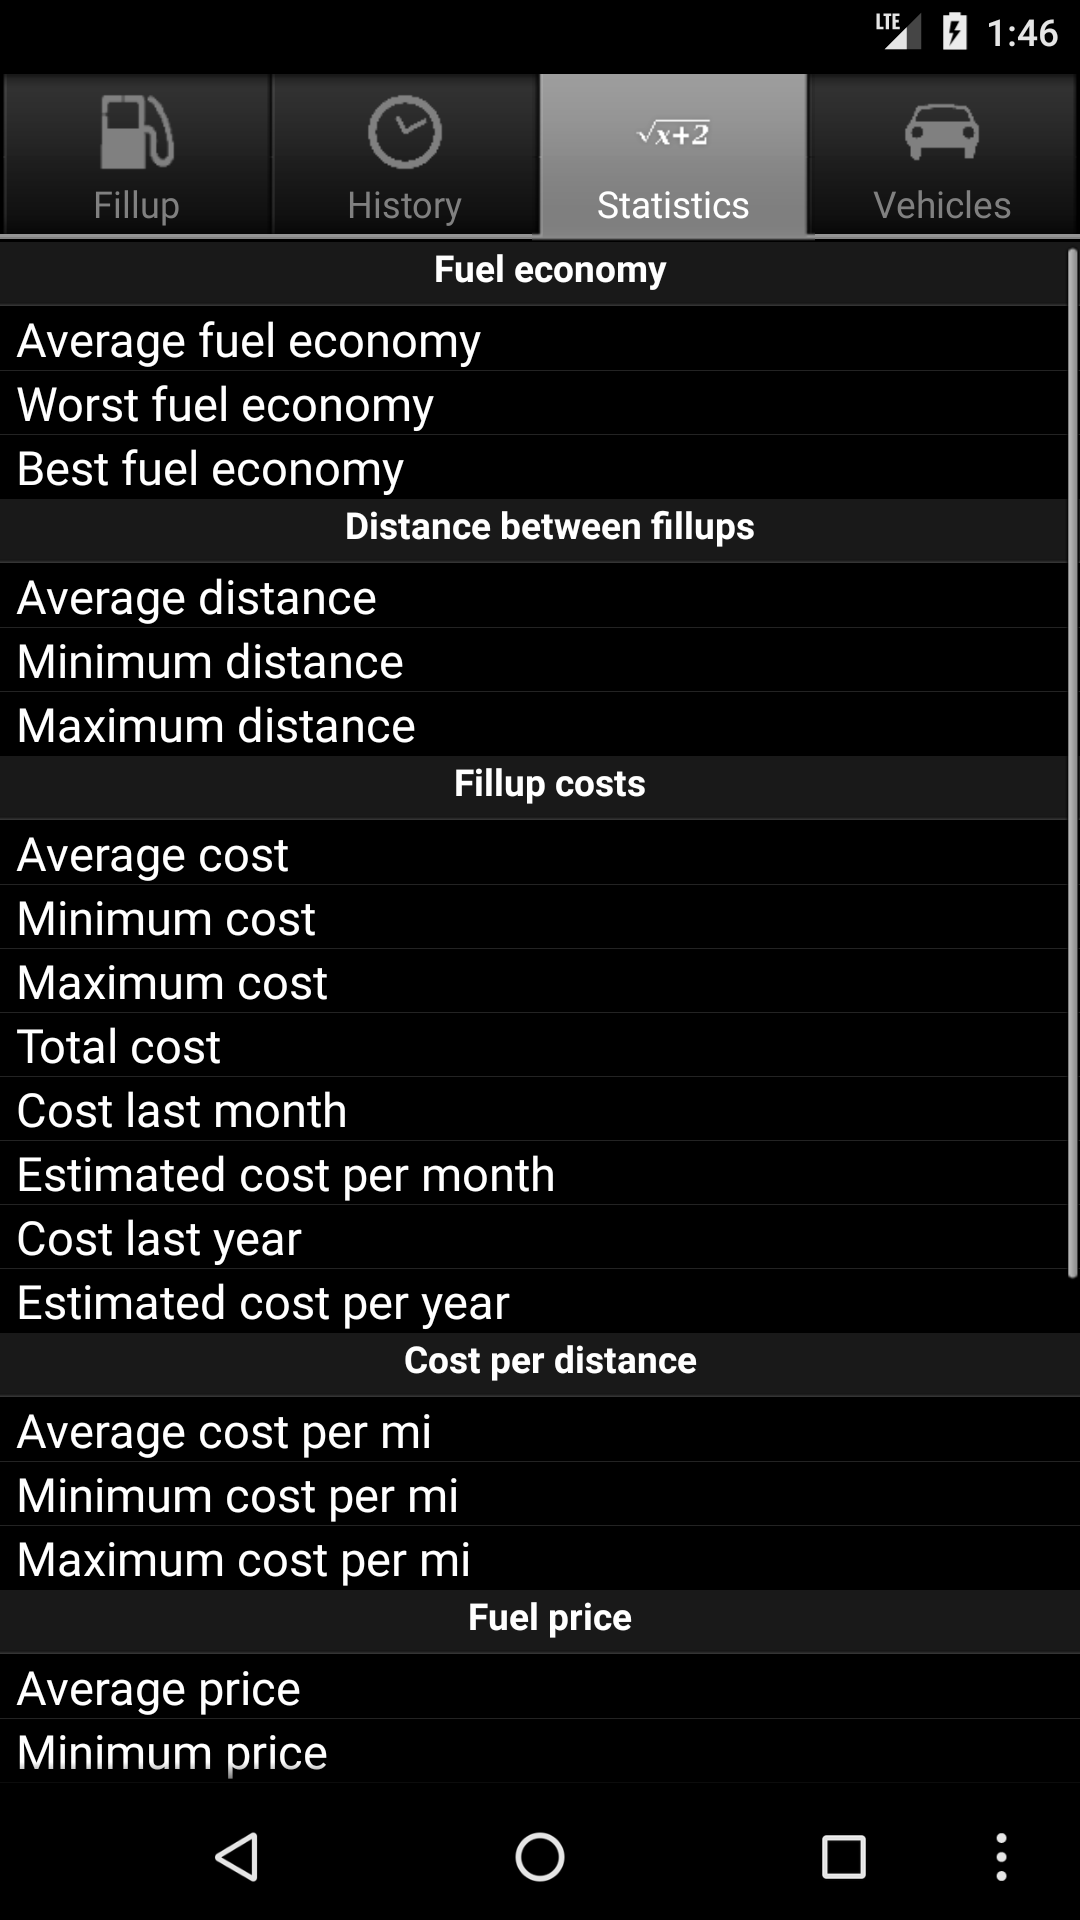 LTE 1:46
√x+2
Fillup History Statistics Vehicles
Fuel economy
Average fuel economy
Worst fuel economy
Best fuel economy
Distance between fillups
Average distance
Minimum distance
Maximum distance
Fillup costs
Average cost
Minimum cost
Maximum cost
Total cost
Cost last month
Estimated cost per month
Cost last year
Estimated cost per year
Cost per distance
Average cost per mi
Minimum cost per mi
Maximum cost per mi
Fuel price
Average price
Minimum price